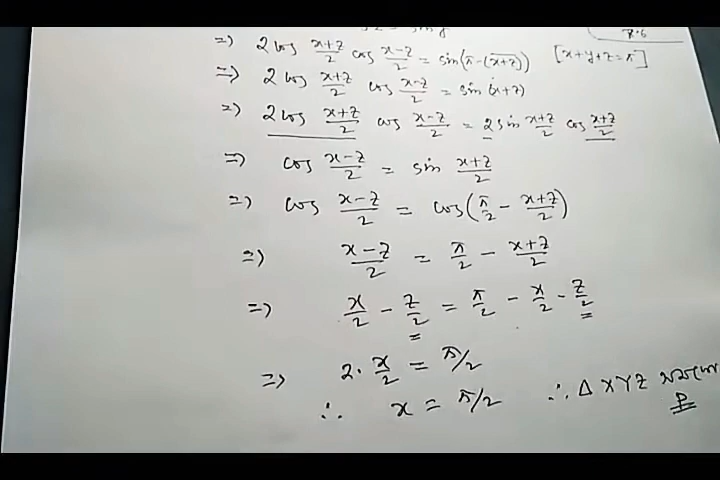 => 2 cos (x+z)/2 cos (x-z)/2 = sin(π-(x+z)) [x+y+z=π]
=> 2 cos (x+z)/2 cos (x-z)/2 = sin (x+z)
=> 2 cos (x+z)/2 cos (x-z)/2 = 2 sin (x+z)/2 cos (x+z)/2
=> cos (x-z)/2 = sin (x+z)/2
=> cos (x-z)/2 = cos(π/2 - (x+z)/2)
=> (x-z)/2 = π/2 - (x+z)/2
=> x/2 - z/2 = π/2 - x/2 - z/2
=> 2. x/2 = π/2
∴ x = π/2 ∴ Δ XYZ